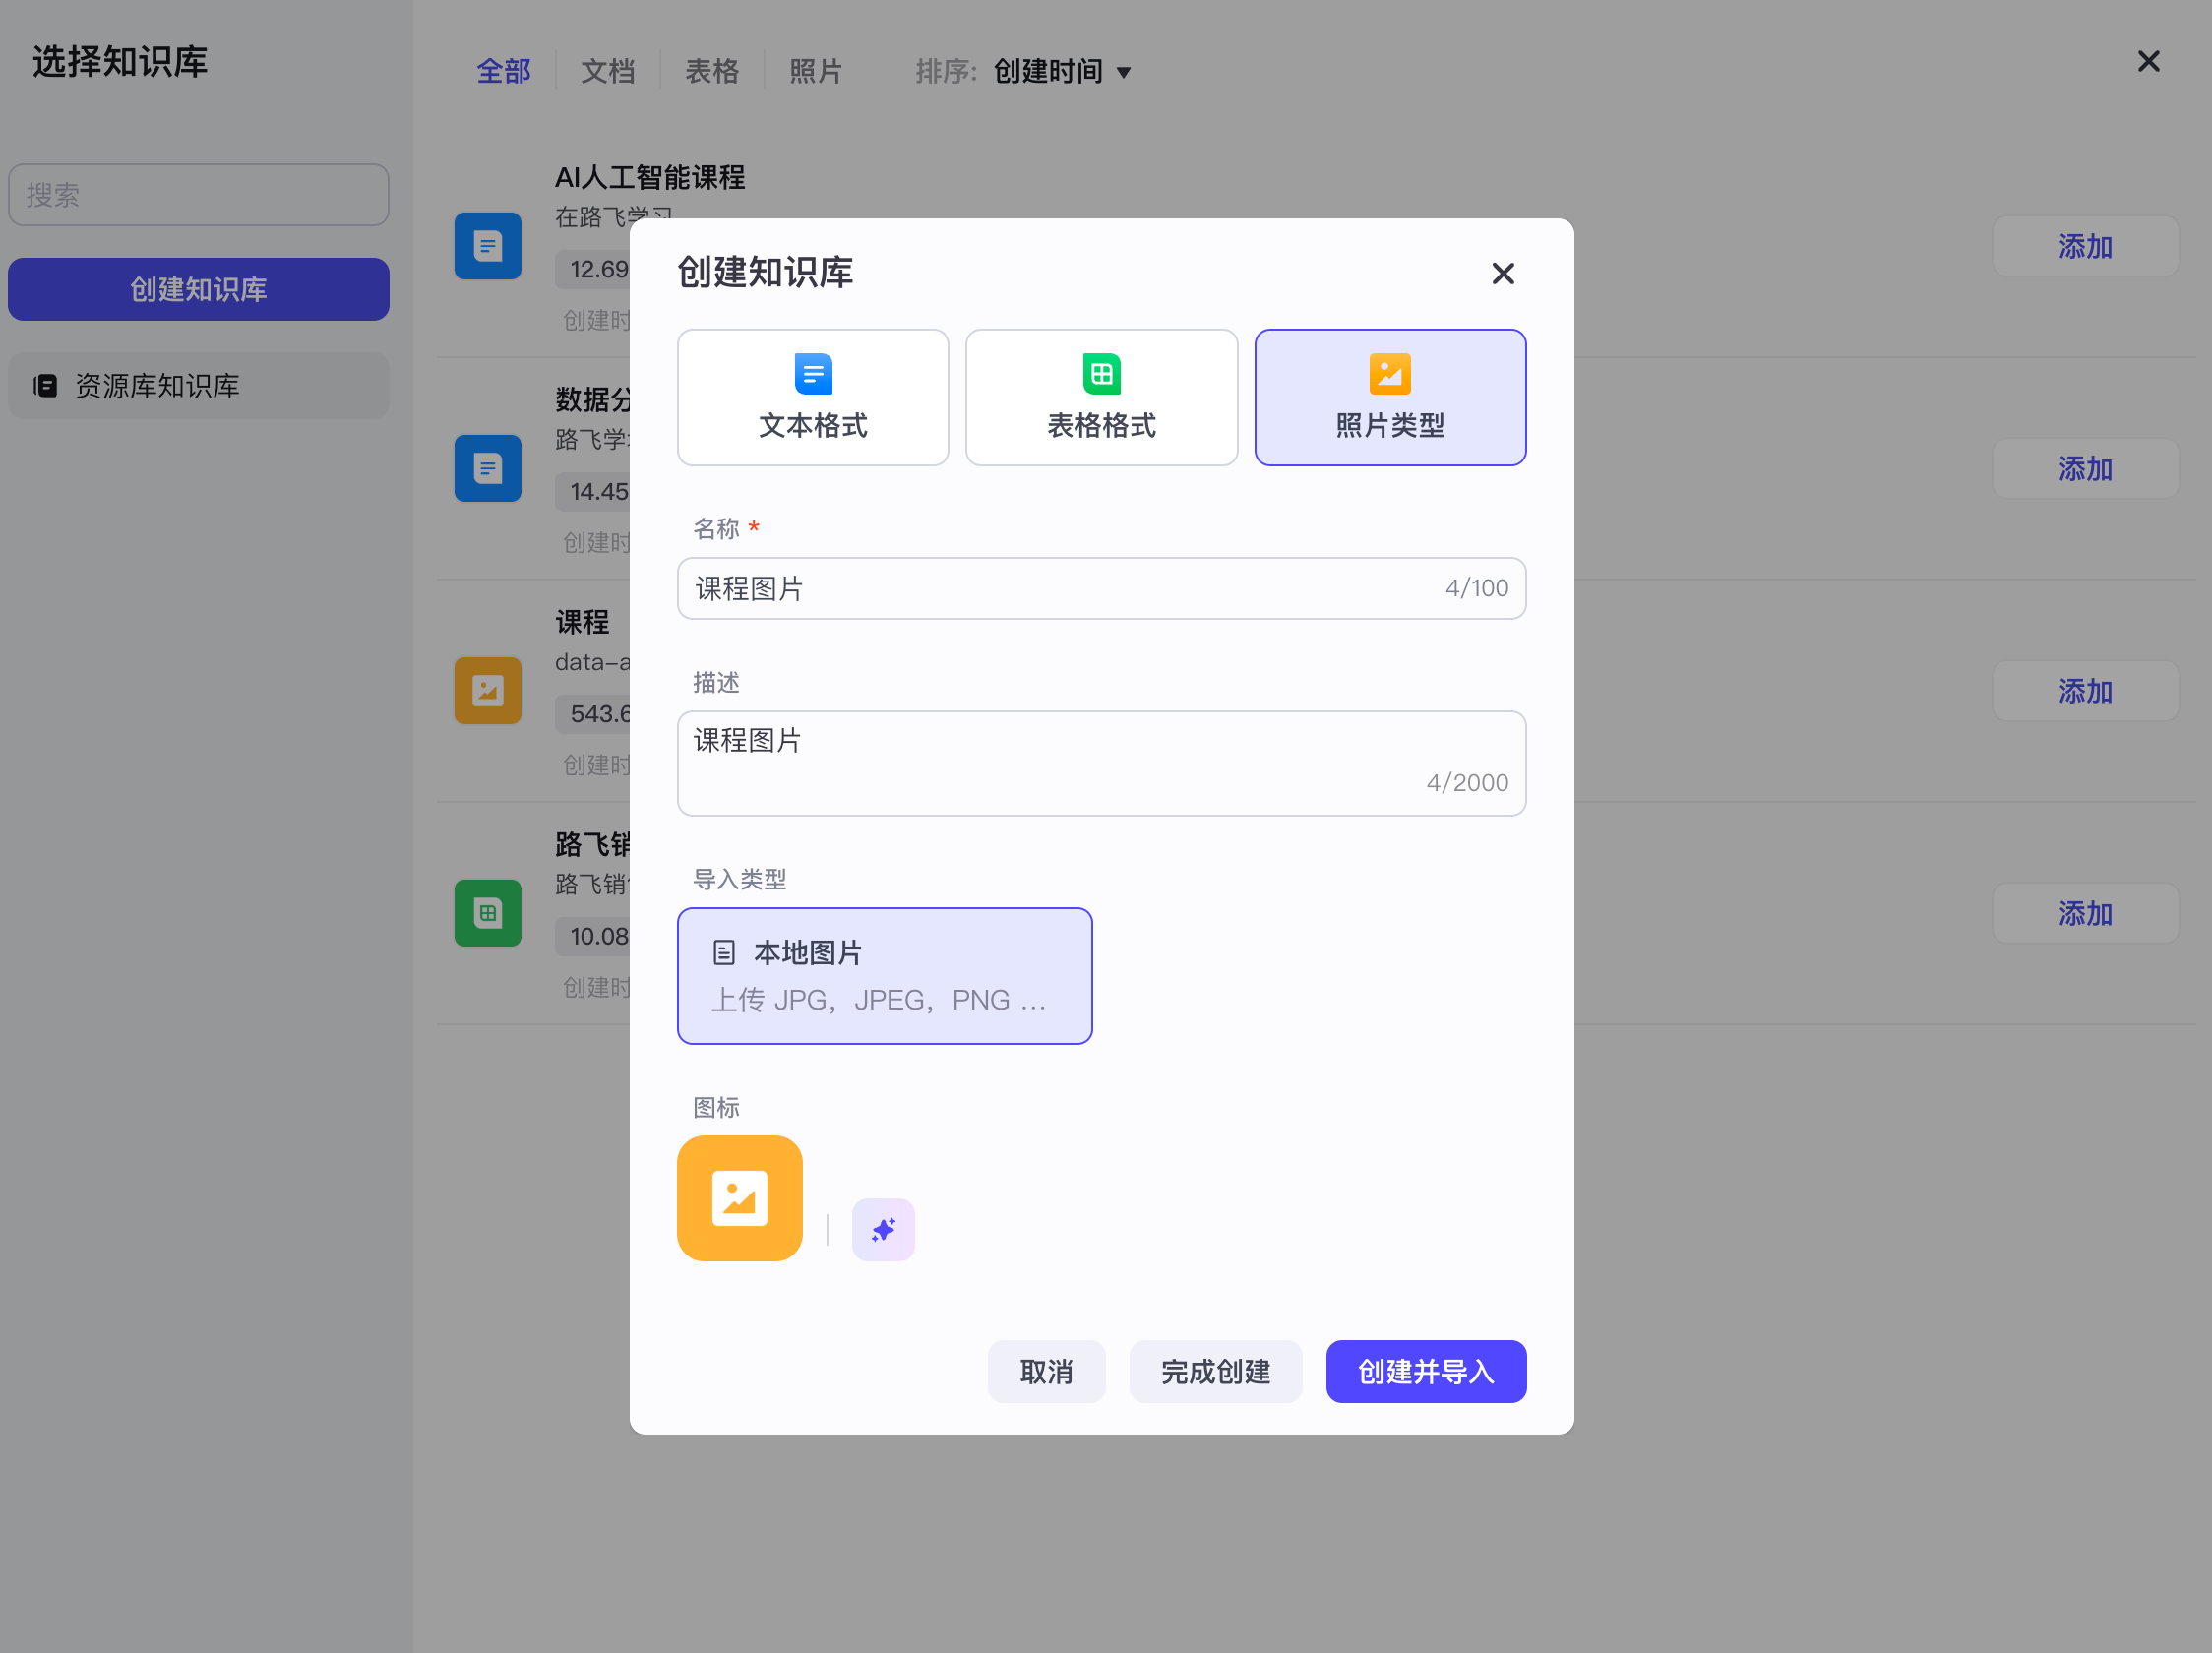 选择知识库
搜索
创建知识库
资源库知识库
全部
文档
表格
照片
排序:
创建时间
AI人工智能课程
在路飞学习
12.69
创建时
添加
数据分
路飞学
14.45
创建时
添加
课程
data-a
543.6
创建时
添加
路飞销
路飞销
10.08
创建时
添加
创建知识库
文本格式
表格格式
照片类型
名称 *
课程图片
4/100
描述
课程图片
4/2000
导入类型
本地图片
上传 JPG，JPEG，PNG ...
图标
取消
完成创建
创建并导入